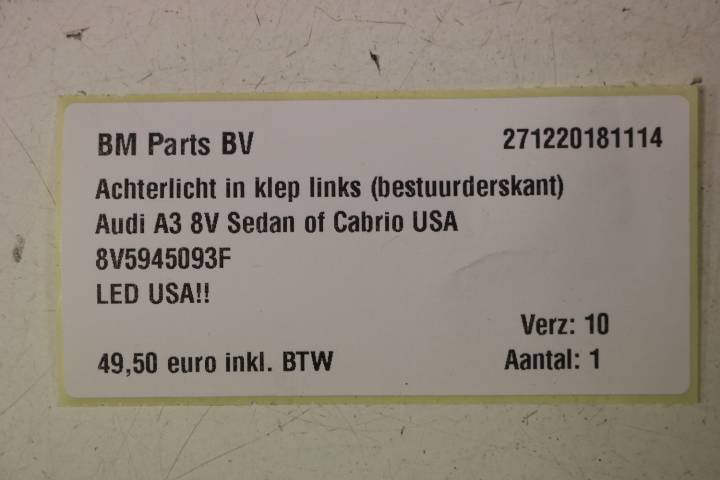 BM Parts BV 271220181114
Achterlicht in klep links (bestuurderskant)
Audi A3 8V Sedan of Cabrio USA
8V5945093F
LED USA!!
Verz: 10
49,50 euro inkl. BTW Aantal: 1